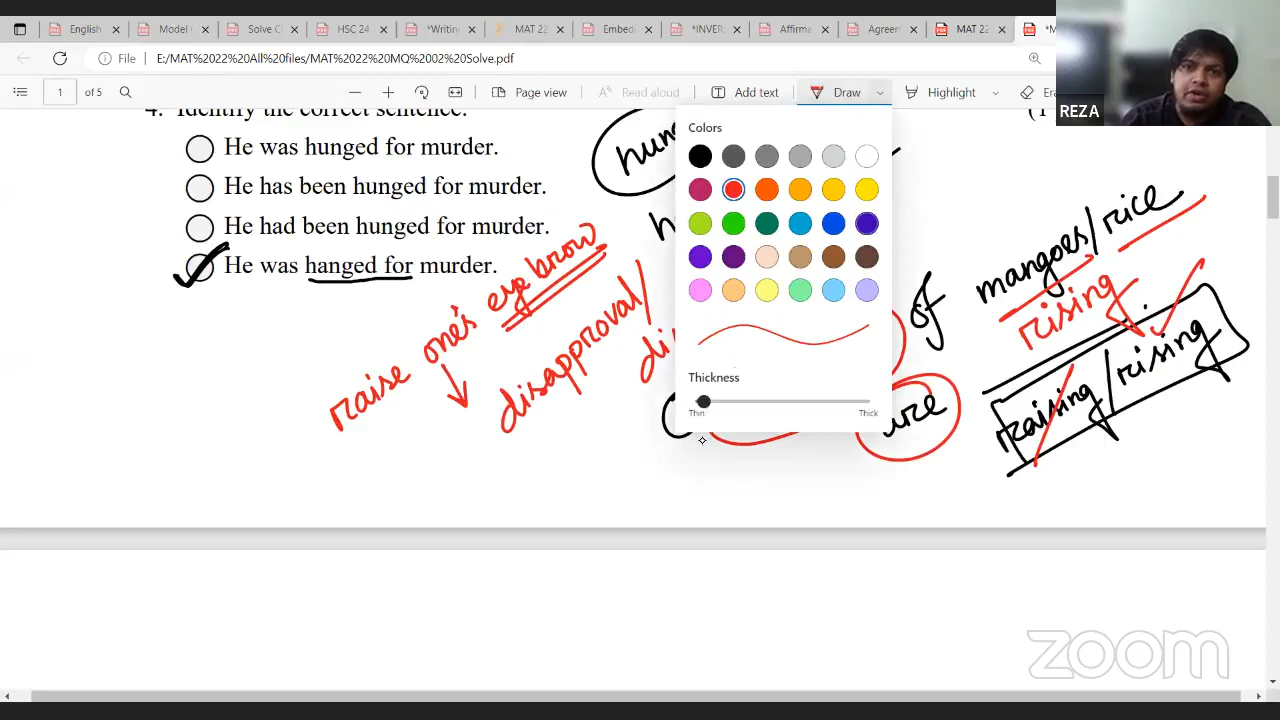 English
Model
Solve C
HSC 24
*Writing
MAT 22
Embed
*INVER
Affirma
Agreem
MAT 22
File
E:/MAT%2022%20All%20files/MAT%2022%20MQ%2002%20Solve.pdf
1 of 5
Page view
Read aloud
Add text
Draw
Highlight
REZA
4. Identify the correct sentence.
He was hunged for murder.
He has been hunged for murder.
He had been hunged for murder.
He was hanged for murder.
Colors
Thickness
Thin
Thick
raise one's eye brow
disapproval/
of mangoes/rice
rising
raising/rising
zoom